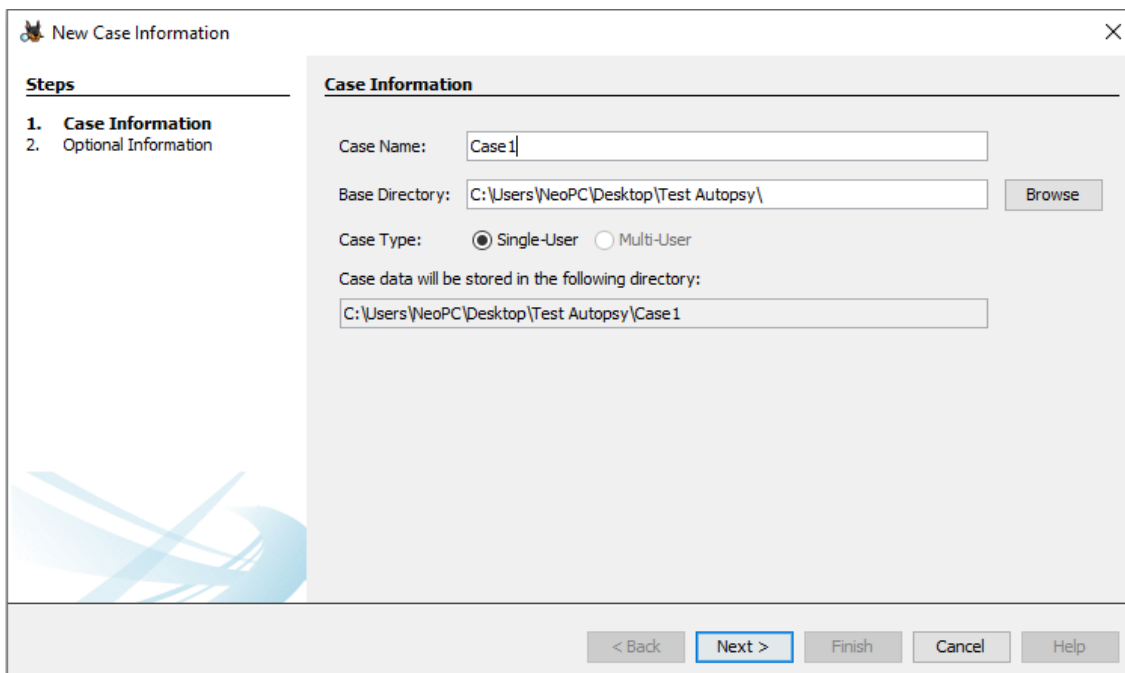 New Case Information
Steps
1. Case Information
2. Optional Information
Case Information
Case Name: Case1
Base Directory: C:\Users\NeoPC\Desktop\Test Autopsy\ Browse
Case Type: Single-User Multi-User
Case data will be stored in the following directory:
C:\Users\NeoPC\Desktop\Test Autopsy\Case1
< Back Next > Finish Cancel Help